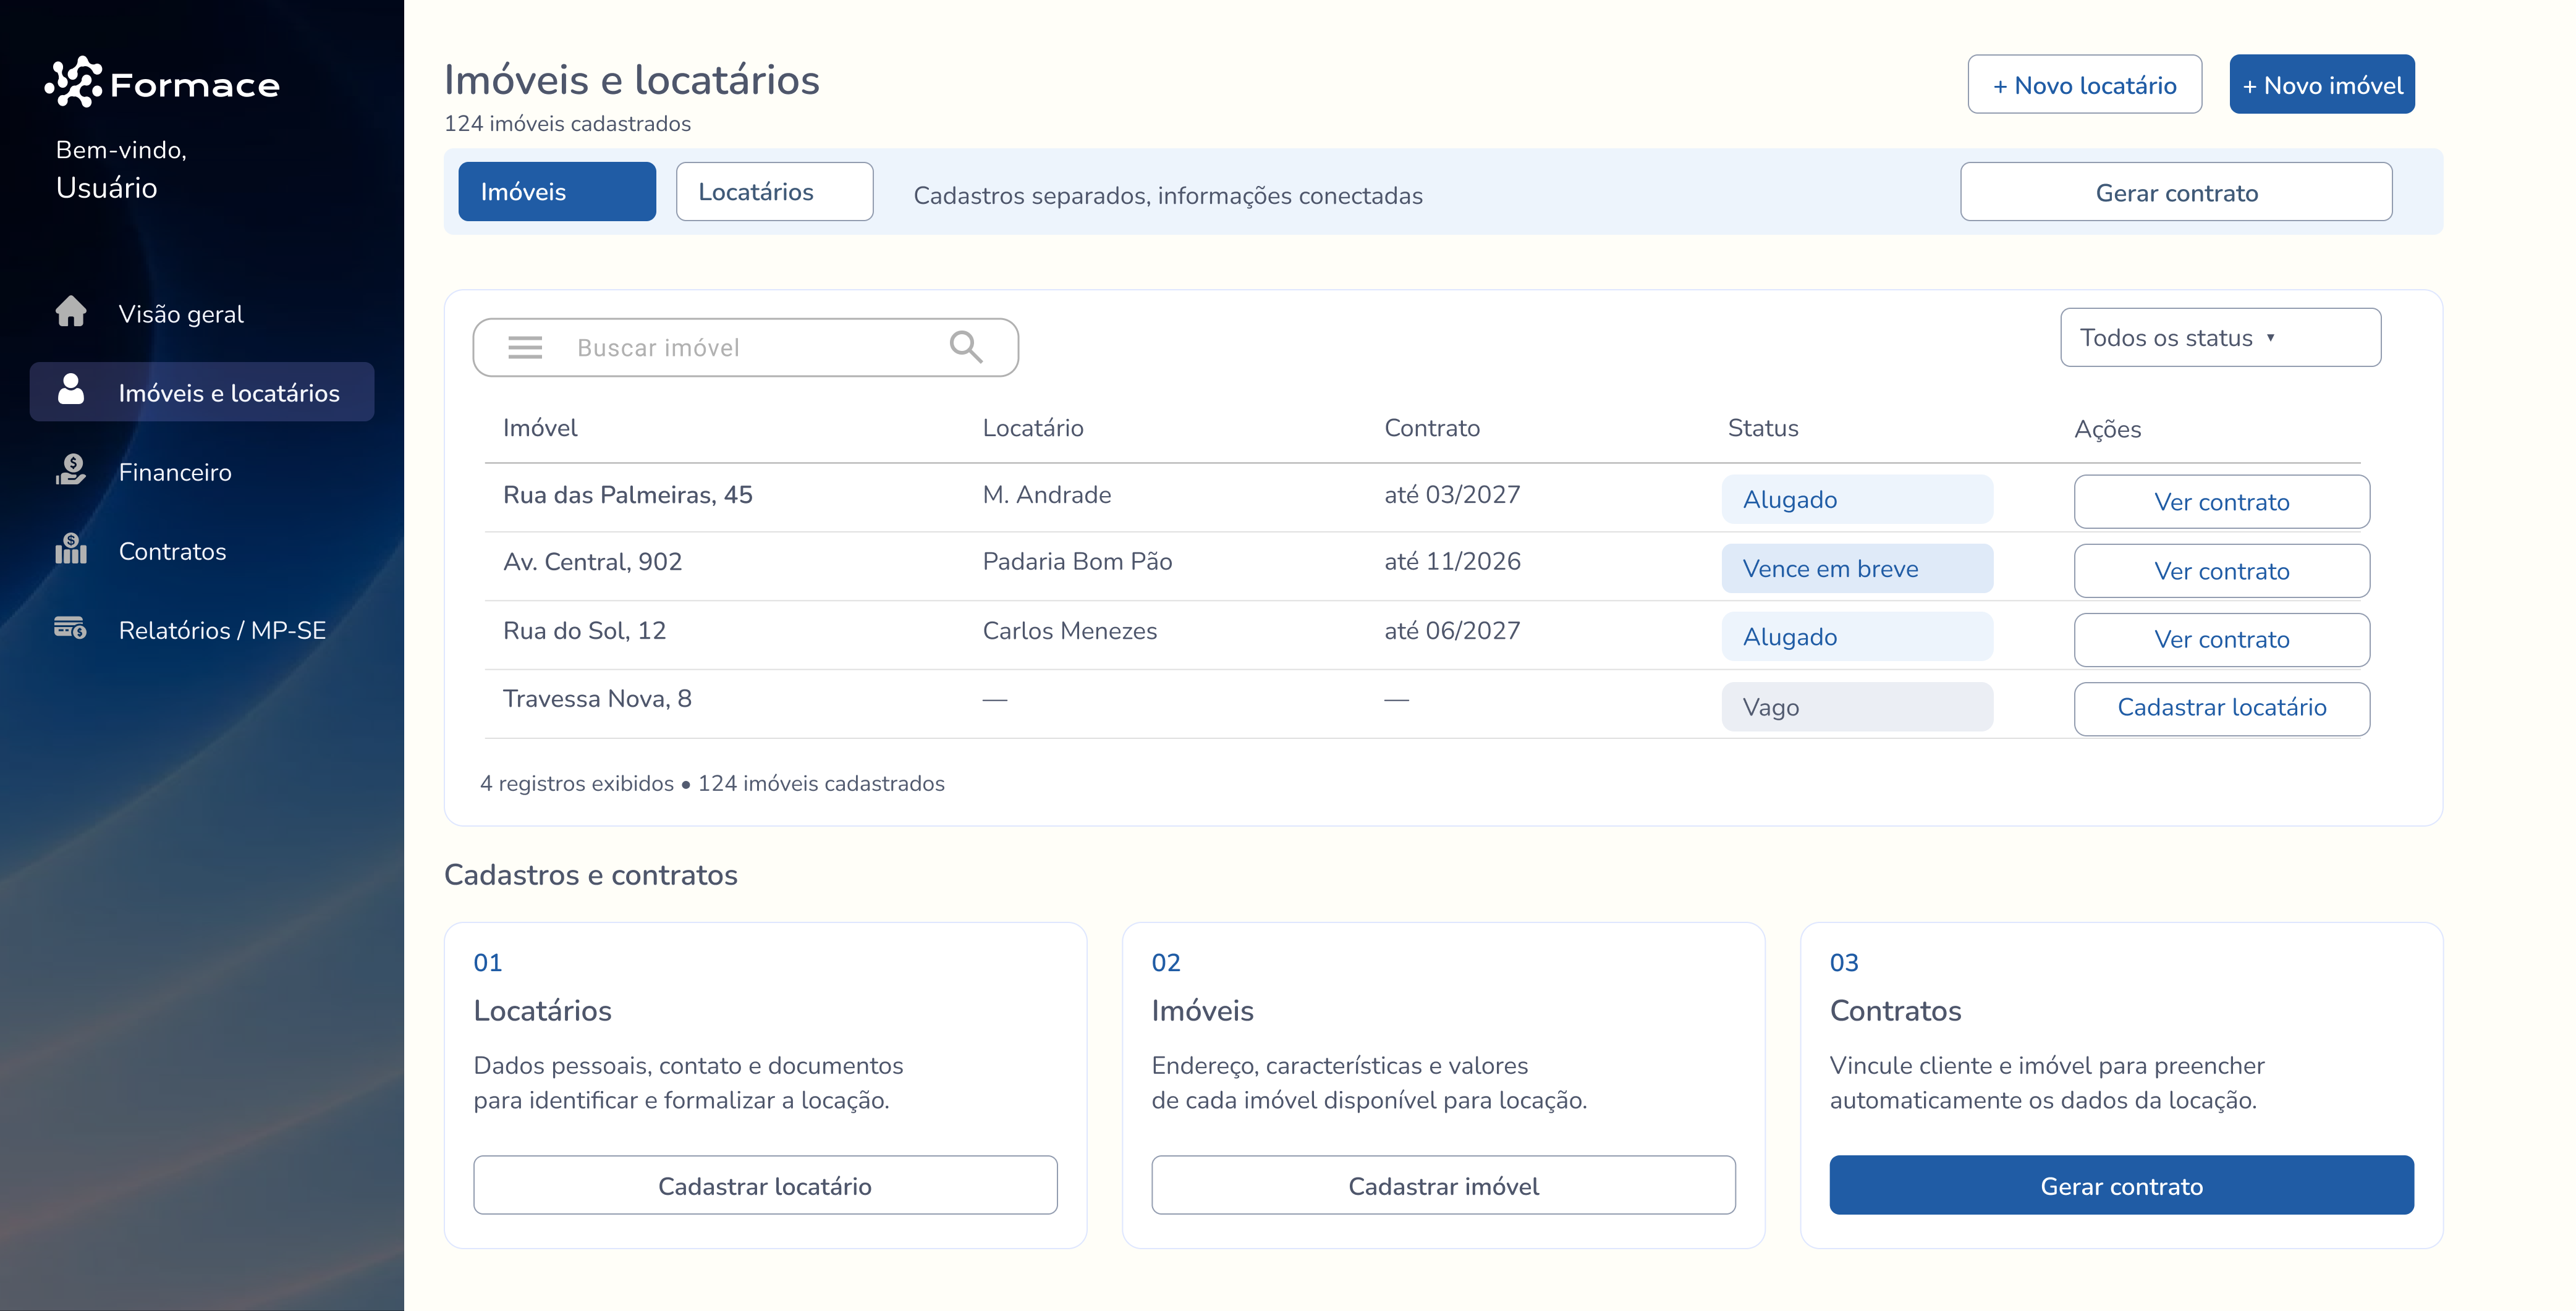 Formace
Bem-vindo,
Usuário
Visão geral
Imóveis e locatários
Financeiro
Contratos
Relatórios / MP-SE
Imóveis e locatários
124 imóveis cadastrados
+ Novo locatário
+ Novo imóvel
Imóveis
Locatários
Cadastros separados, informações conectadas
Gerar contrato
Buscar imóvel
Todos os status ▾
Imóvel Locatário Contrato Status Ações
Rua das Palmeiras, 45 M. Andrade até 03/2027 Alugado Ver contrato
Av. Central, 902 Padaria Bom Pão até 11/2026 Vence em breve Ver contrato
Rua do Sol, 12 Carlos Menezes até 06/2027 Alugado Ver contrato
Travessa Nova, 8 — — Vago Cadastrar locatário
4 registros exibidos • 124 imóveis cadastrados
Cadastros e contratos
01
Locatários
Dados pessoais, contato e documentos
para identificar e formalizar a locação.
Cadastrar locatário
02
Imóveis
Endereço, características e valores
de cada imóvel disponível para locação.
Cadastrar imóvel
03
Contratos
Vincule cliente e imóvel para preencher
automaticamente os dados da locação.
Gerar contrato